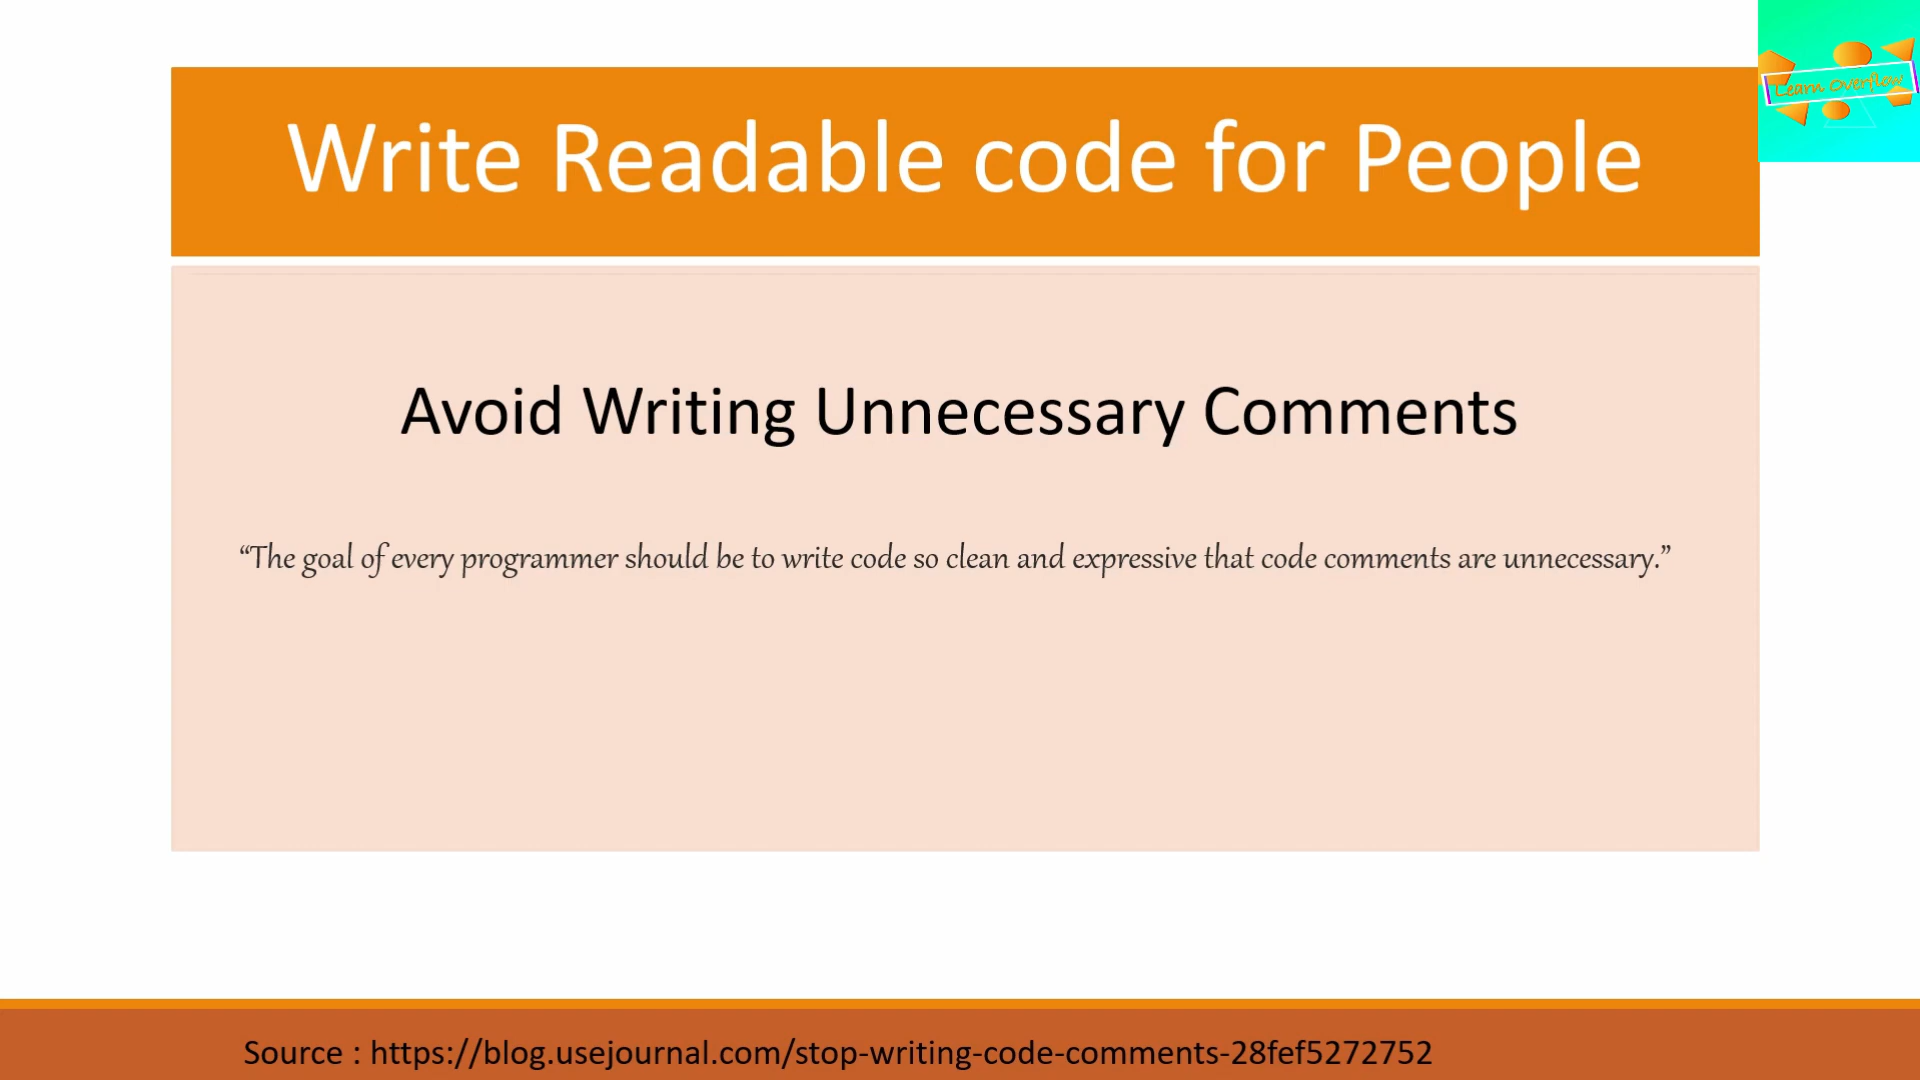 Learn Overflow
Write Readable code for People
Avoid Writing Unnecessary Comments
“The goal of every programmer should be to write code so clean and expressive that code comments are unnecessary.”
Source : https://blog.usejournal.com/stop-writing-code-comments-28fef5272752